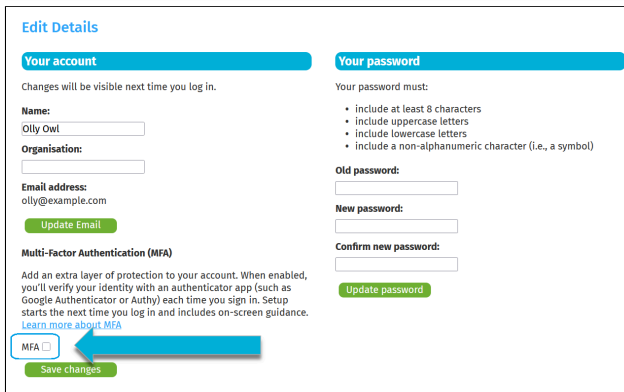 Edit Details
Your account
Changes will be visible next time you log in.
Name:
Olly Owl
Organisation:
Email address:
olly@example.com
Update Email
Multi-Factor Authentication (MFA)
Add an extra layer of protection to your account. When enabled,
you'll verify your identity with an authenticator app (such as
Google Authenticator or Authy) each time you sign in. Setup
starts the next time you log in and includes on-screen guidance.
Learn more about MFA
MFA
Save changes
Your password
Your password must:
• include at least 8 characters
• include uppercase letters
• include lowercase letters
• include a non-alphanumeric character (i.e., a symbol)
Old password:
New password:
Confirm new password:
Update password